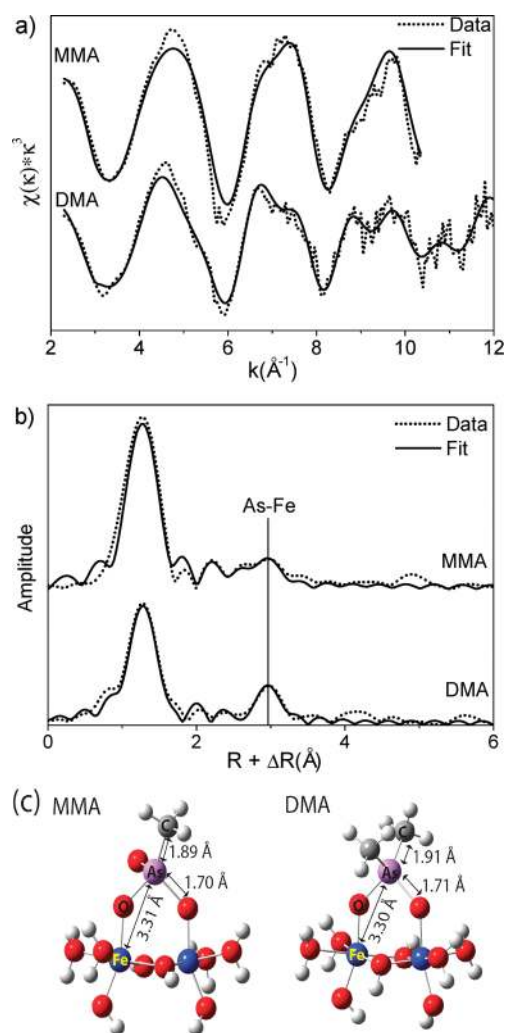 a)
Data
Fit
MMA
DMA
χ(κ)*κ³
2 4 6 8 10 12
k(Å⁻¹)
b)
Data
Fit
As-Fe
MMA
DMA
Amplitude
0 2 4 6
R + ΔR(Å)
(c) MMA DMA
C C
1.89 Å 1.91 Å
As As
1.70 Å 1.71 Å
O O
3.31 Å 3.30 Å
Fe Fe